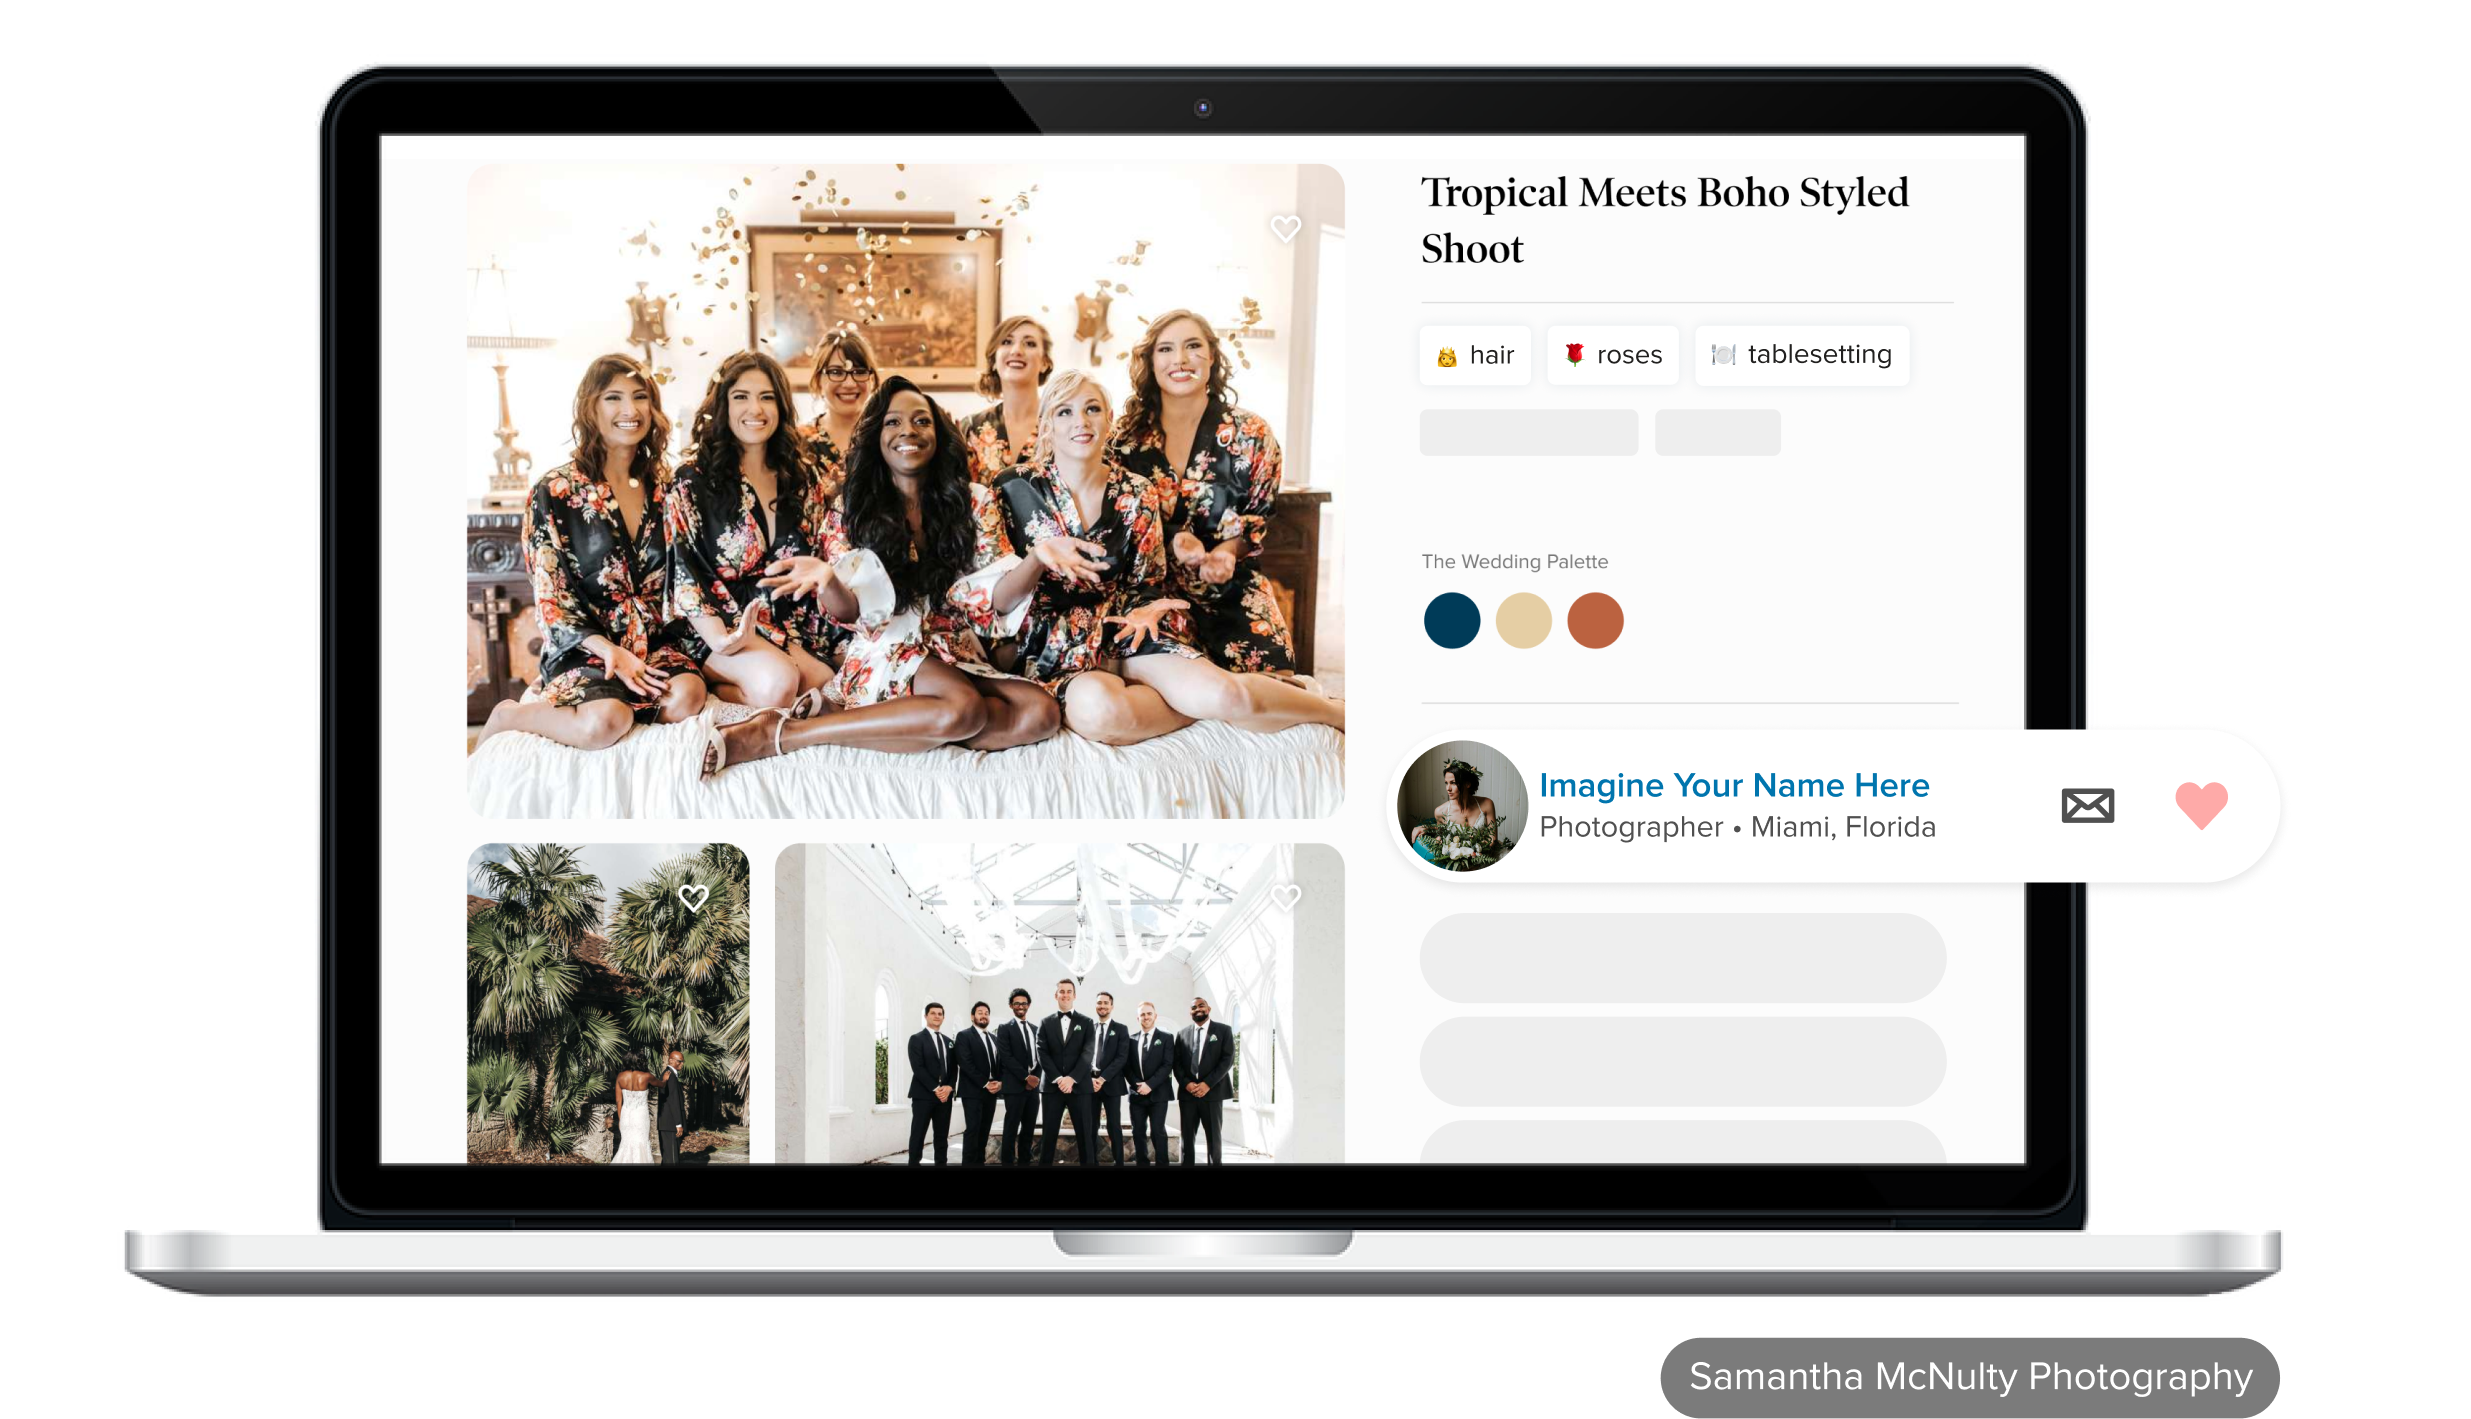 Tropical Meets Boho Styled
Shoot
hair
roses
tablesetting
The Wedding Palette
Imagine Your Name Here
Photographer • Miami, Florida
Samantha McNulty Photography